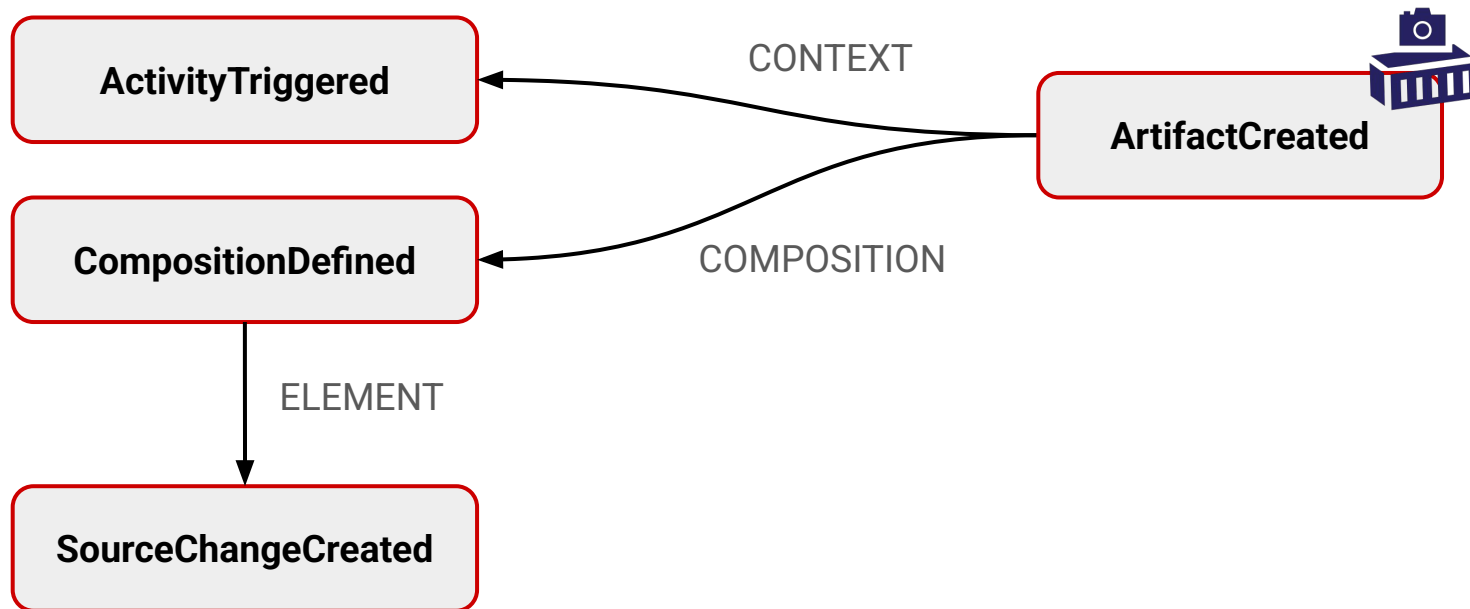 ActivityTriggered
CONTEXT
ArtifactCreated
CompositionDefined
COMPOSITION
ELEMENT
SourceChangeCreated